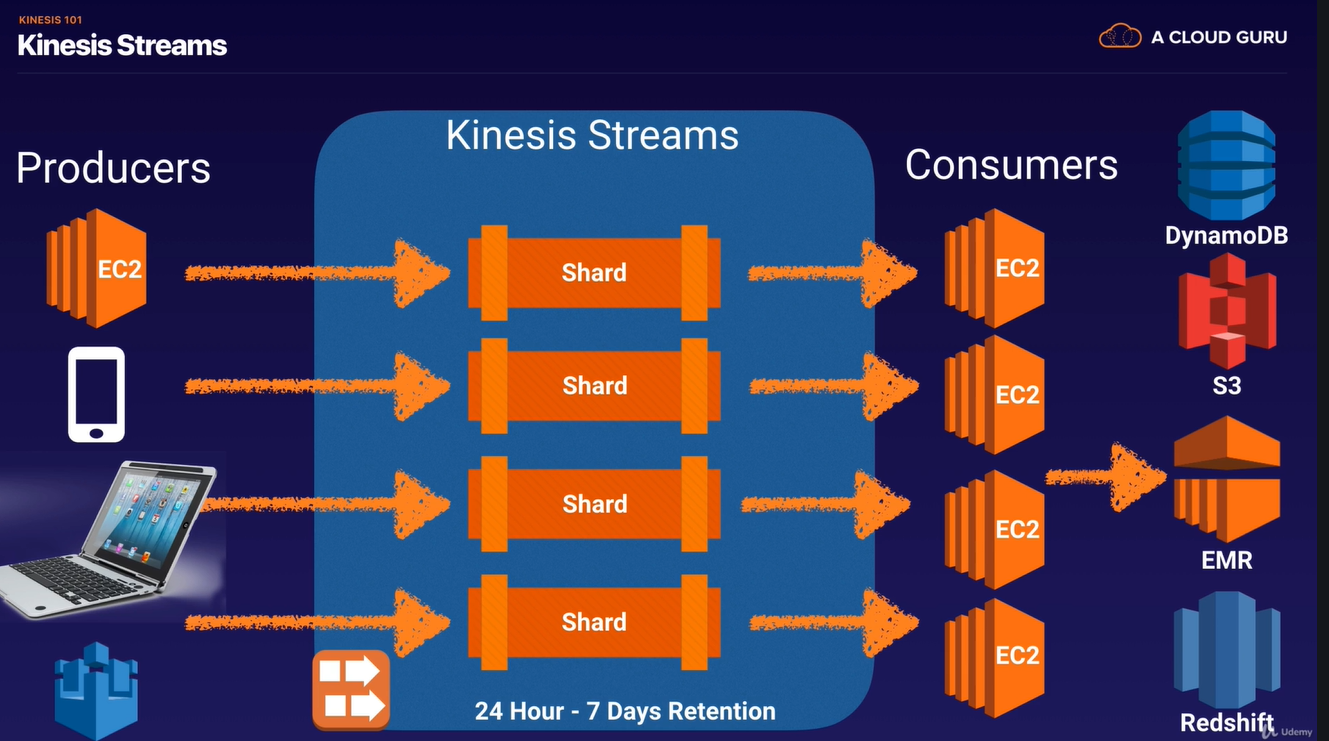 KINESIS 101
Kinesis Streams
A CLOUD GURU
Producers
Kinesis Streams
Consumers
EC2
Shard
EC2
DynamoDB
Shard
EC2
S3
Shard
EC2
EMR
Shard
EC2
24 Hour - 7 Days Retention
Redshift
Udemy